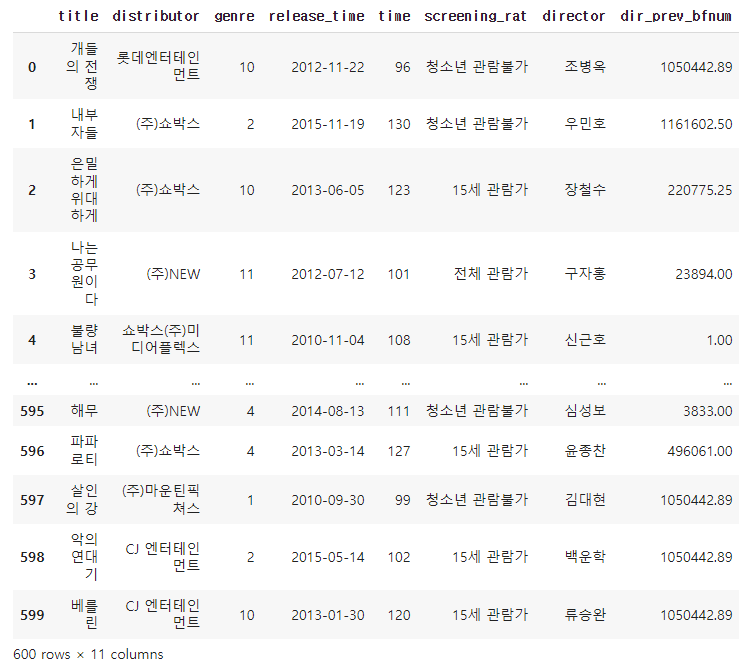 title distributor genre release_time time screening_rat director dir_prev_bfnum
0 개들의 전쟁 롯데엔터테인먼트 10 2012-11-22 96 청소년 관람불가 조병옥 1050442.89
1 내부자들 (주)쇼박스 2 2015-11-19 130 청소년 관람불가 우민호 1161602.50
2 은밀하게 위대하게 (주)쇼박스 10 2013-06-05 123 15세 관람가 장철수 220775.25
3 나는 공무원이다 (주)NEW 11 2012-07-12 101 전체 관람가 구자홍 23894.00
4 불량남녀 쇼박스(주)미디어플렉스 11 2010-11-04 108 15세 관람가 신근호 1.00
... ... ... ... ... ... ... ... ...
595 해무 (주)NEW 4 2014-08-13 111 청소년 관람불가 심성보 3833.00
596 파파로티 (주)쇼박스 4 2013-03-14 127 15세 관람가 윤종찬 496061.00
597 살인의 강 (주)마운틴픽쳐스 1 2010-09-30 99 청소년 관람불가 김대현 1050442.89
598 악의 연대기 CJ 엔터테인먼트 2 2015-05-14 102 15세 관람가 백운학 1050442.89
599 베를린 CJ 엔터테인먼트 10 2013-01-30 120 15세 관람가 류승완 1050442.89
600 rows × 11 columns